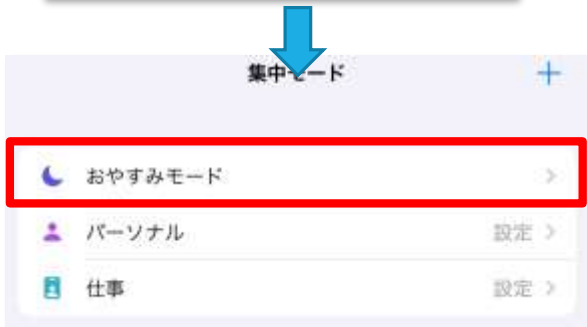 集中モード
おやすみモード
パーソナル 設定
仕事 設定